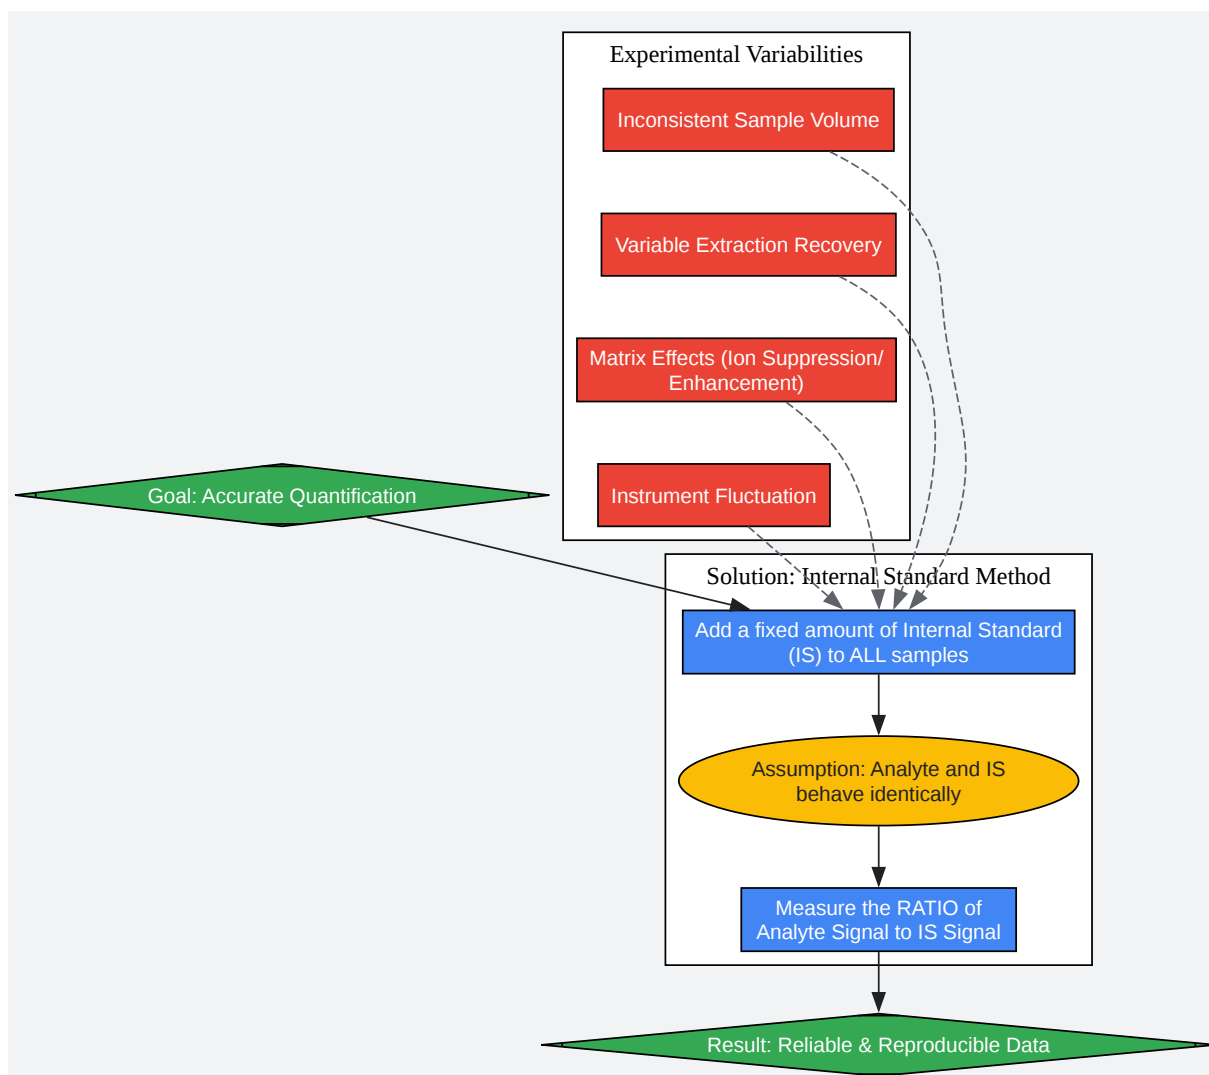 Experimental Variabilities
Inconsistent Sample Volume
Variable Extraction Recovery
Matrix Effects (Ion Suppression/
Enhancement)
Goal: Accurate Quantification
Instrument Fluctuation
Solution: Internal Standard Method
Add a fixed amount of Internal Standard
(IS) to ALL samples
Assumption: Analyte and IS
behave identically
Measure the RATIO of
Analyte Signal to IS Signal
Result: Reliable & Reproducible Data